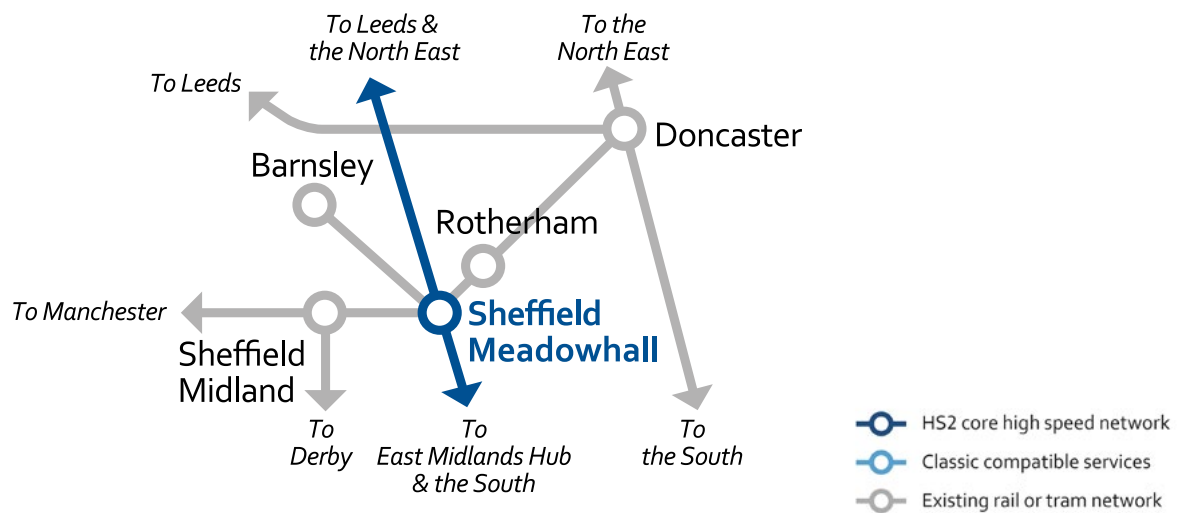 To Leeds &
the North East
To the
North East
To Leeds
Doncaster
Barnsley
Rotherham
To Manchester
Sheffield
Meadowhall
Sheffield
Midland
To
Derby
To
East Midlands Hub
& the South
To
the South
HS2 core high speed network
Classic compatible services
Existing rail or tram network